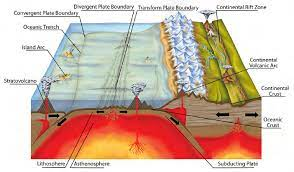 Divergent Plate Boundary
Convergent Plate Boundary
Transform Plate Boundary
Continental Rift Zone
Oceanic Trench
Island Arc
Stratovolcano
Continental
Volcanic Arc
Continental
Crust
Oceanic
Crust
Lithosphere
Asthenosphere
Subducting Plate